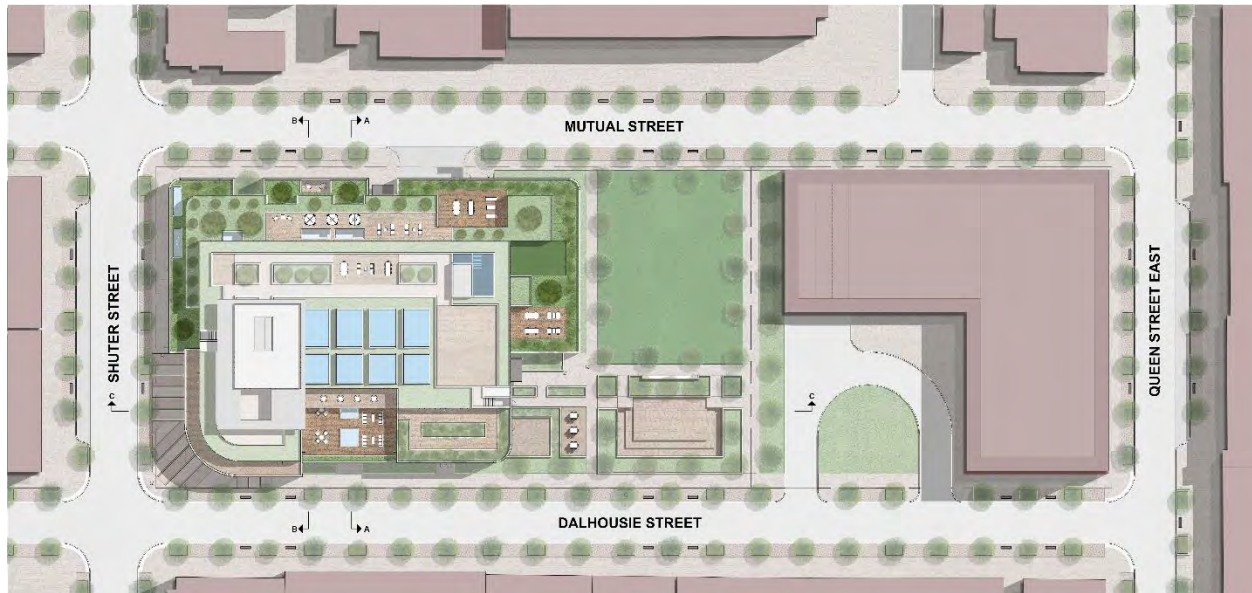 B A
MUTUAL STREET
SHUTER STREET
QUEEN STREET EAST
C
C
B A
DALHOUSIE STREET